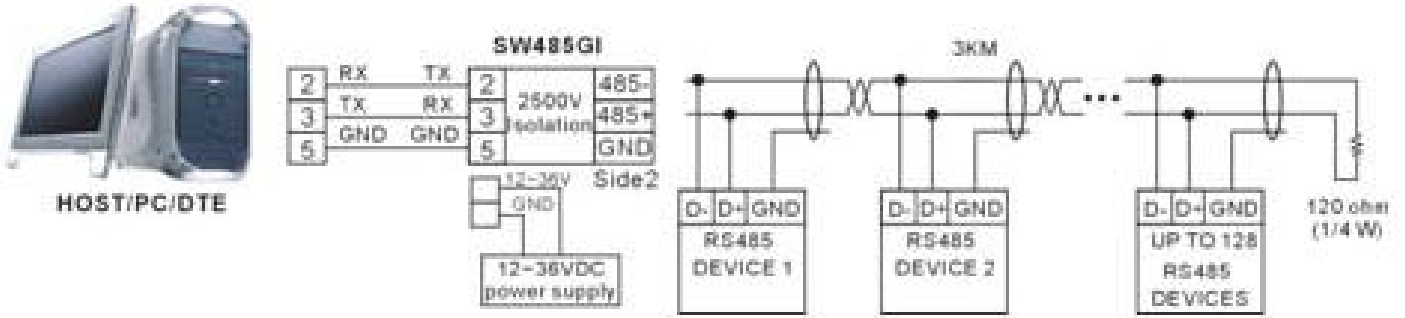 HOST/PC/DTE
SW485GI
2 RX TX 2
3 TX RX 3
5 GND GND 5
2500V
Isolation
485-
485+
GND
Side2
12-36V
GND
12-36VDC
power supply
3KM
D- D+ GND
RS485
DEVICE 1
D- D+ GND
RS485
DEVICE 2
...
D- D+ GND
UP TO 128
RS485
DEVICES
120 ohm
(1/4 W)